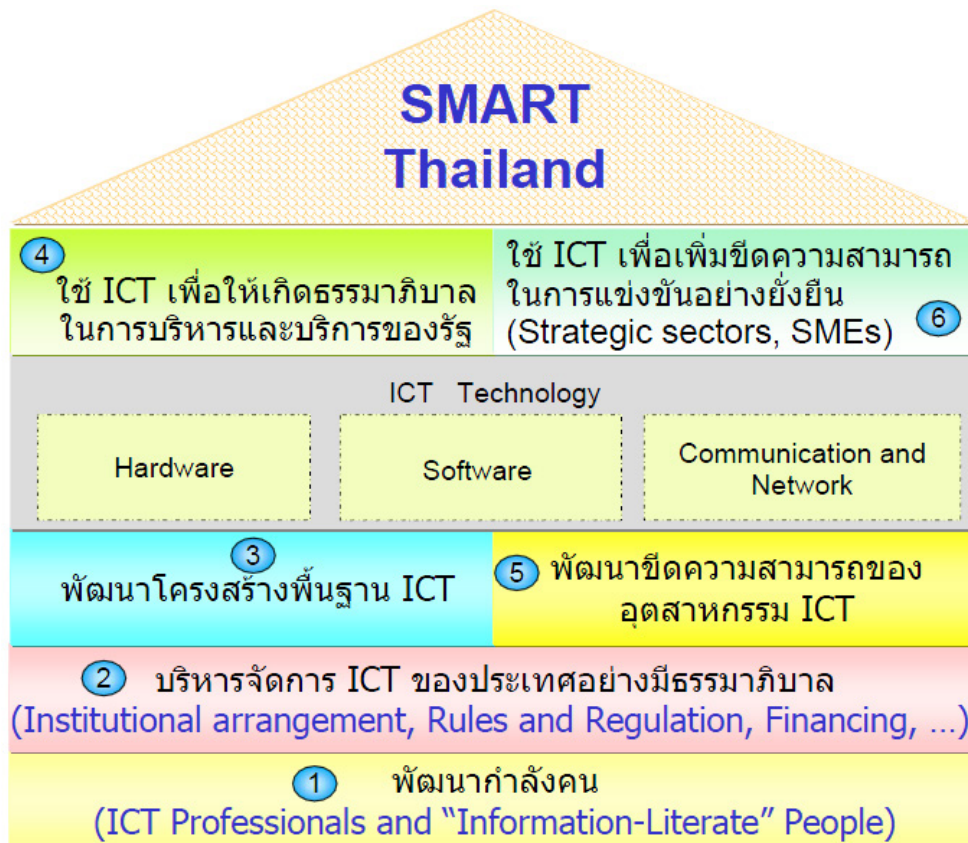 SMART
Thailand
4
ใช้ ICT เพื่อให้เกิดธรรมาภิบาล
ในการบริหารและบริการของรัฐ
ใช้ ICT เพื่อเพิ่มขีดความสามารถ
ในการแข่งขันอย่างยั่งยืน
(Strategic sectors, SMEs)
6
ICT Technology
Hardware
Software
Communication and
Network
3
พัฒนาโครงสร้างพื้นฐาน ICT
5 พัฒนาขีดความสามารถของ
อุตสาหกรรม ICT
2 บริหารจัดการ ICT ของประเทศอย่างมีธรรมาภิบาล
(Institutional arrangement, Rules and Regulation, Financing, ...)
1 พัฒนากำลังคน
(ICT Professionals and “Information-Literate” People)